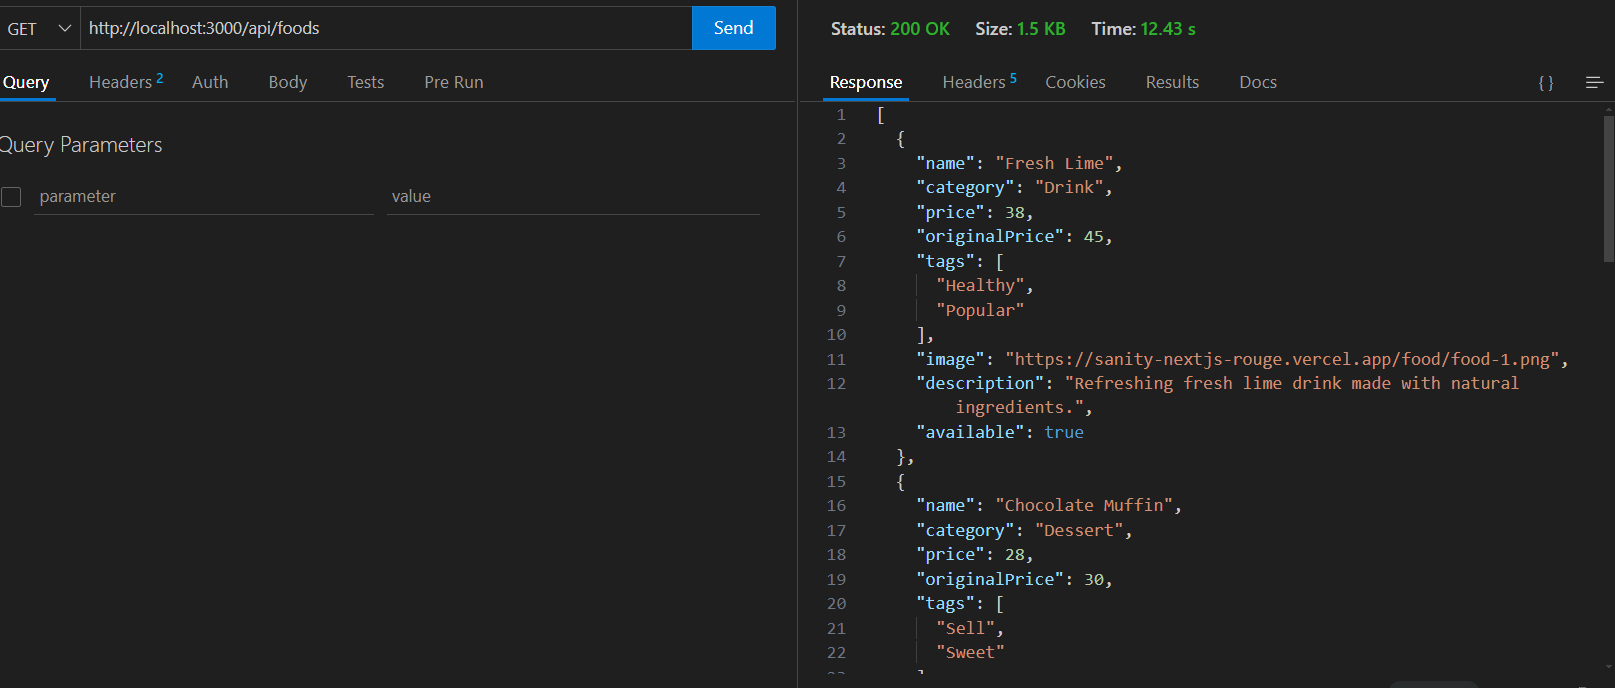 GET http://localhost:3000/api/foods Send
Query Headers 2 Auth Body Tests Pre Run
Query Parameters
parameter value
Status: 200 OK Size: 1.5 KB Time: 12.43 s
Response Headers 5 Cookies Results Docs { }
1 [
2 {
3 "name": "Fresh Lime",
4 "category": "Drink",
5 "price": 38,
6 "originalPrice": 45,
7 "tags": [
8 "Healthy",
9 "Popular"
10 ],
11 "image": "https://sanity-nextjs-rouge.vercel.app/food/food-1.png",
12 "description": "Refreshing fresh lime drink made with natural
ingredients.",
13 "available": true
14 },
15 {
16 "name": "Chocolate Muffin",
17 "category": "Dessert",
18 "price": 28,
19 "originalPrice": 30,
20 "tags": [
21 "Sell",
22 "Sweet"